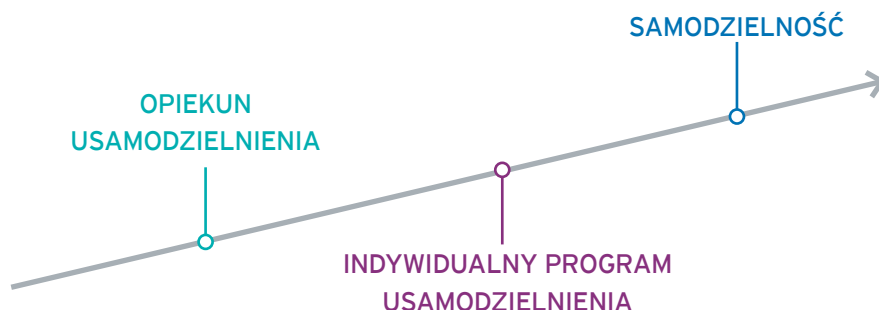 SAMODZIELNOŚĆ
OPIEKUN
USAMODZIELNIENIA
INDYWIDUALNY PROGRAM
USAMODZIELNIENIA